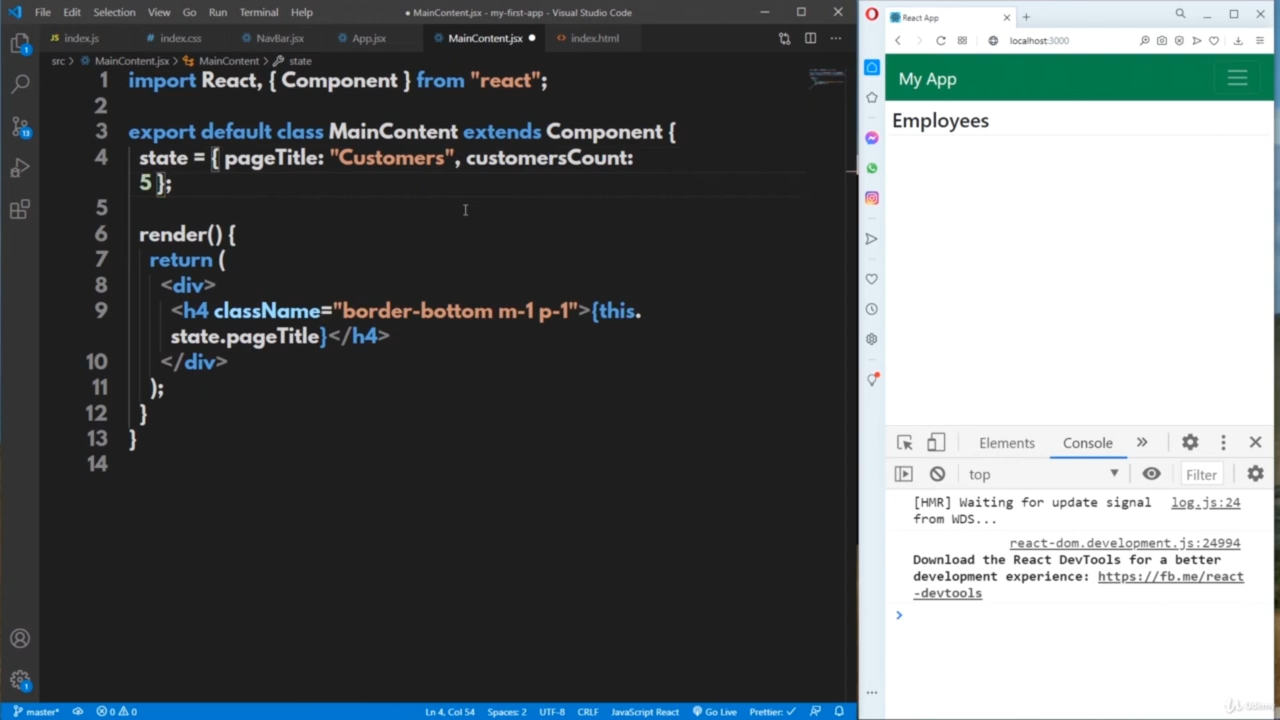 File Edit Selection View Go Run Terminal Help
● MainContent.jsx - my-first-app - Visual Studio Code
index.js index.css NavBar.jsx App.jsx MainContent.jsx index.html
src > MainContent.jsx > MainContent > state
1 import React, { Component } from "react";
2
3 export default class MainContent extends Component {
4 state = { pageTitle: "Customers", customersCount:
5 };
5
6 render() {
7 return (
8 <div>
9 <h4 className="border-bottom m-1 p-1">{this.
state.pageTitle}</h4>
10 </div>
11 );
12 }
13 }
14
1
13
1
master* 0 0 Ln 4, Col 54 Spaces: 2 UTF-8 CRLF JavaScript React Go Live Prettier: ✓
React App
localhost:3000
My App
Employees
Elements Console »
top Filter
[HMR] Waiting for update signal log.js:24
from WDS...
react-dom.development.js:24994
Download the React DevTools for a better
development experience: https://fb.me/react
-devtools
>
Udemy